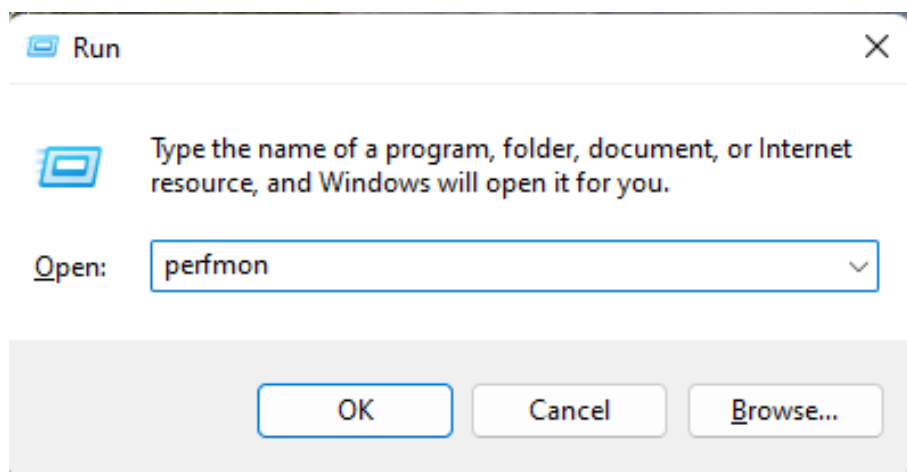 Run
Type the name of a program, folder, document, or Internet
resource, and Windows will open it for you.
Open: perfmon
OK Cancel Browse...